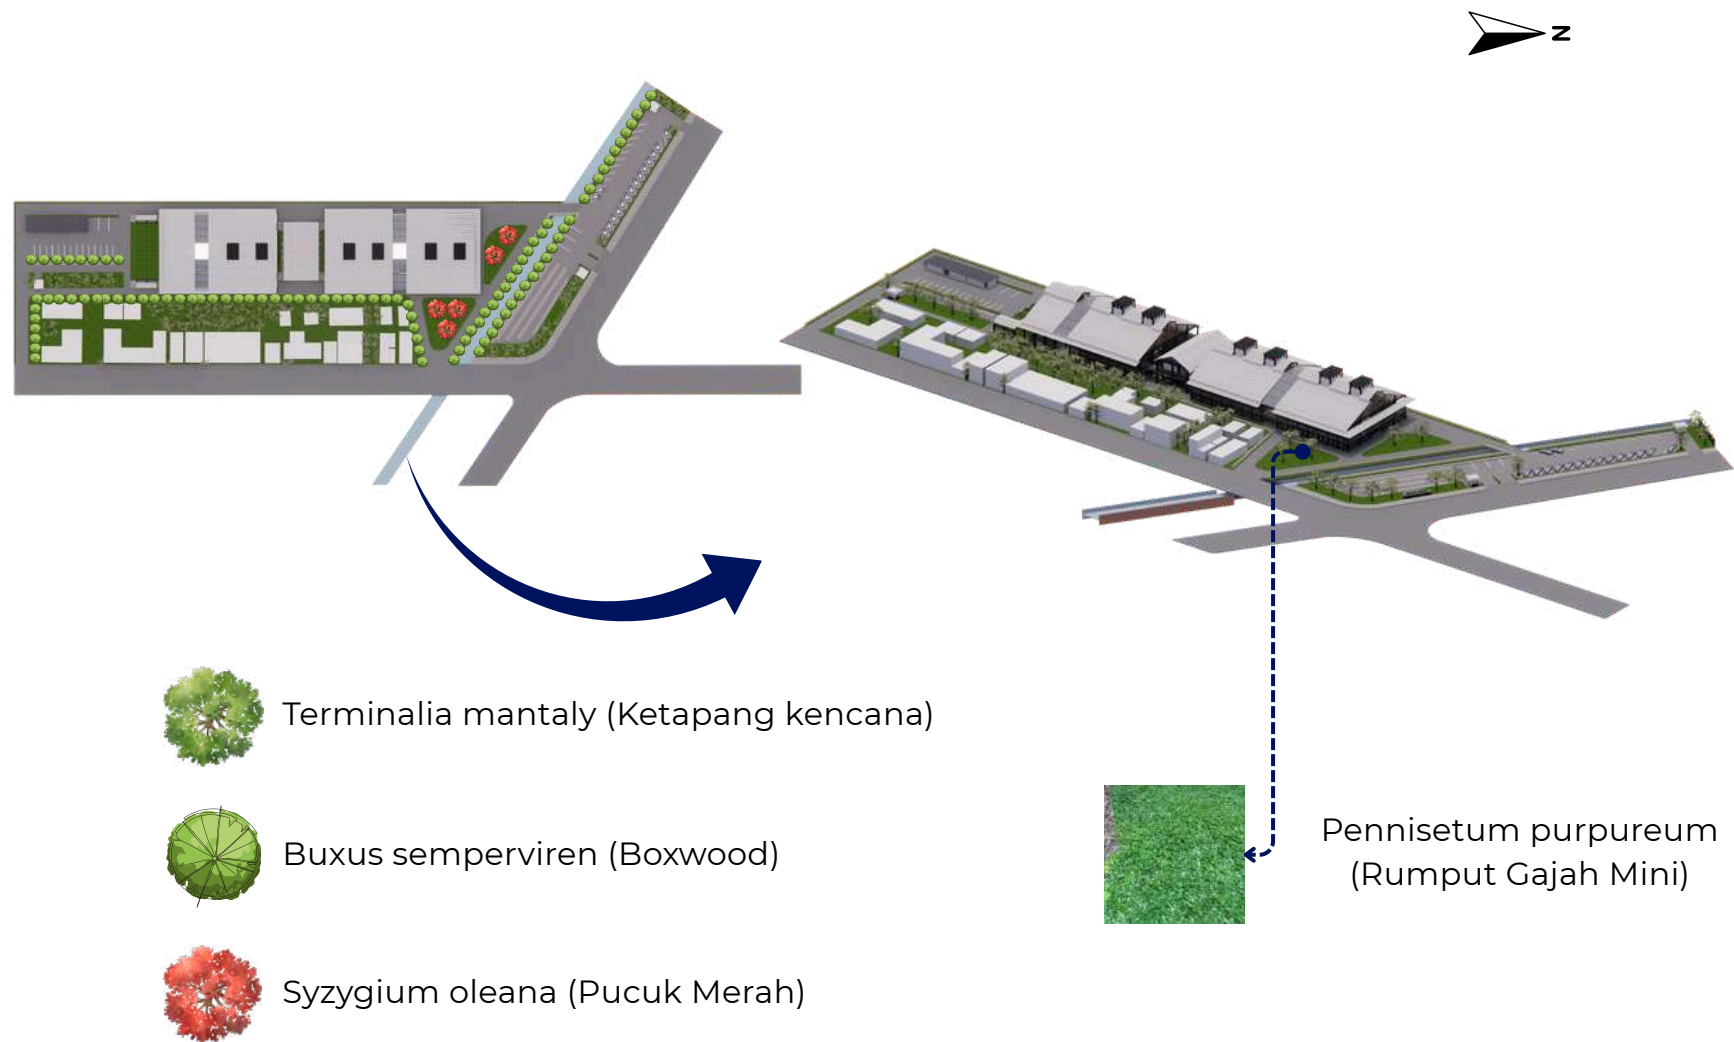 N
Terminalia mantaly (Ketapang kencana)
Buxus semperviren (Boxwood)
Syzygium oleana (Pucuk Merah)
Pennisetum purpureum
(Rumput Gajah Mini)